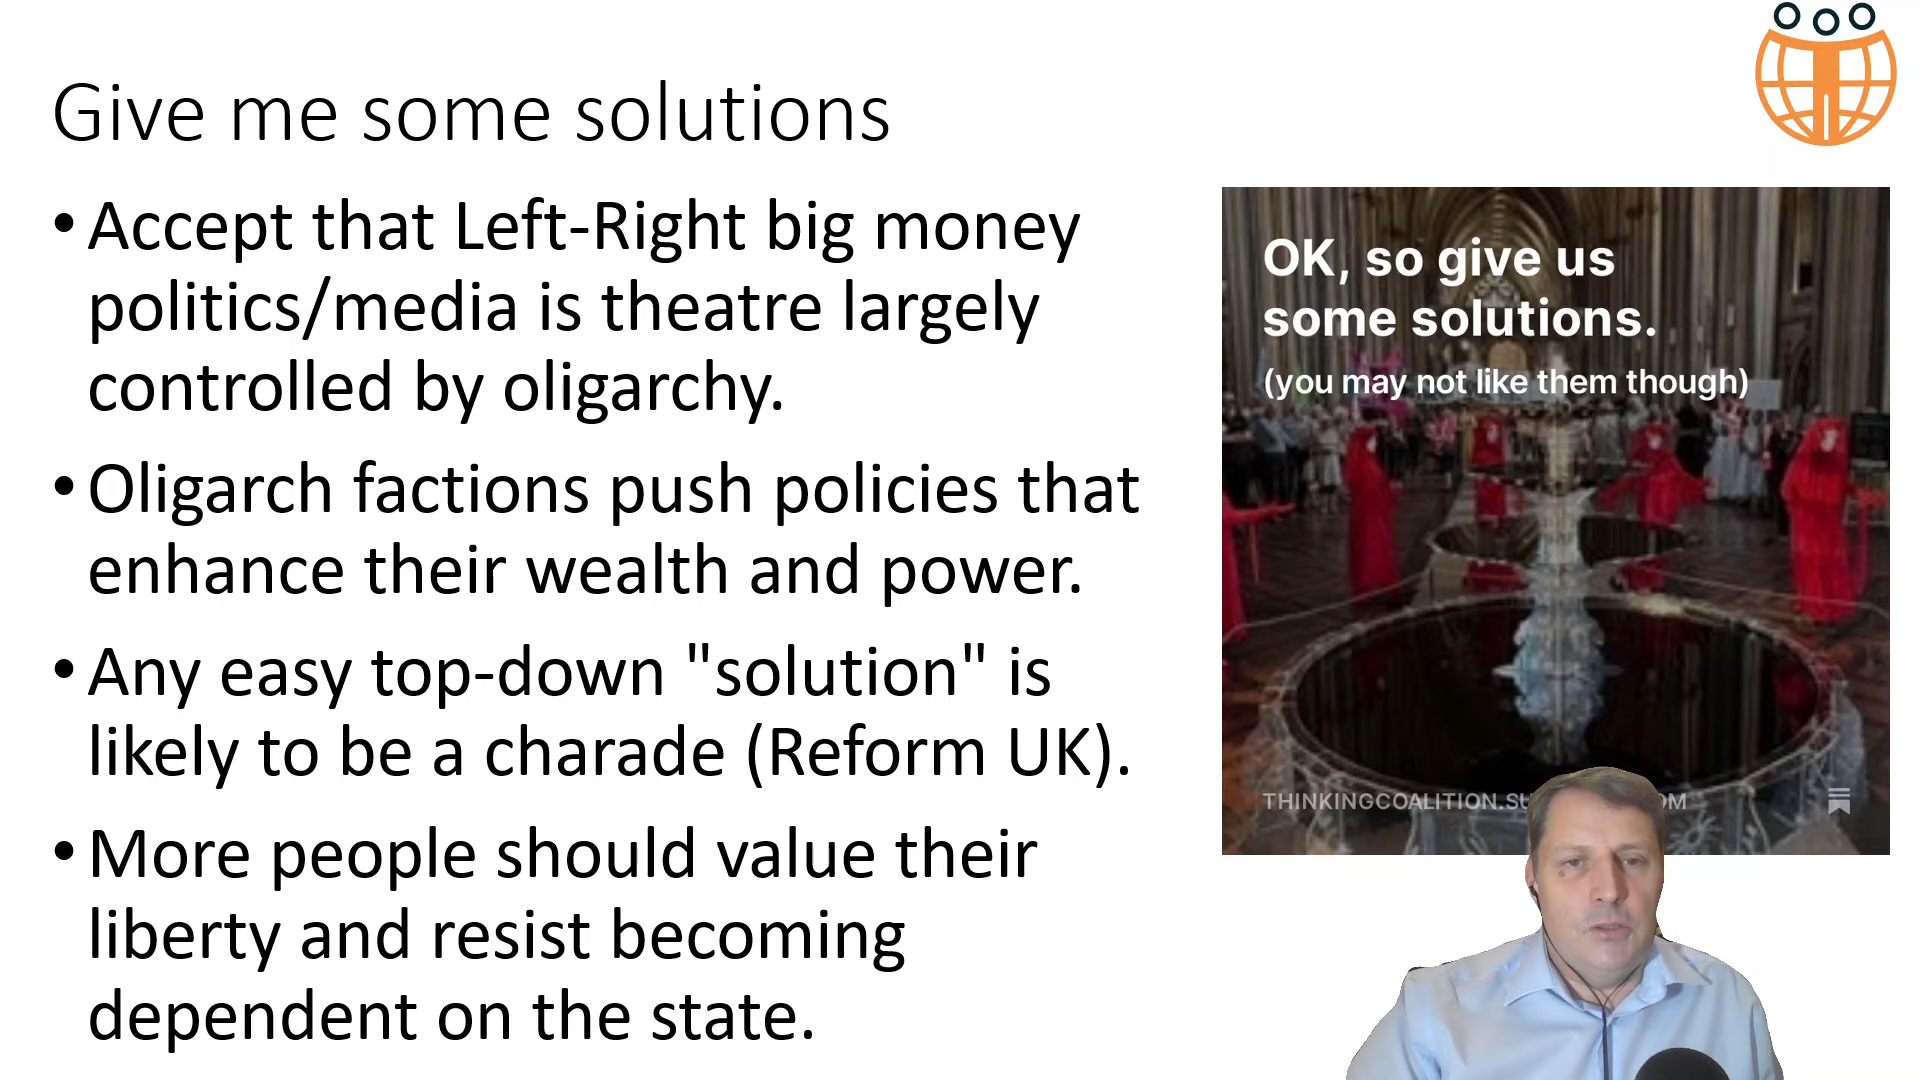 Give me some solutions
• Accept that Left-Right big money
politics/media is theatre largely
controlled by oligarchy.
• Oligarch factions push policies that
enhance their wealth and power.
• Any easy top-down "solution" is
likely to be a charade (Reform UK).
• More people should value their
liberty and resist becoming
dependent on the state.
OK, so give us
some solutions.
(you may not like them though)
THINKINGCOALITION.SU OM